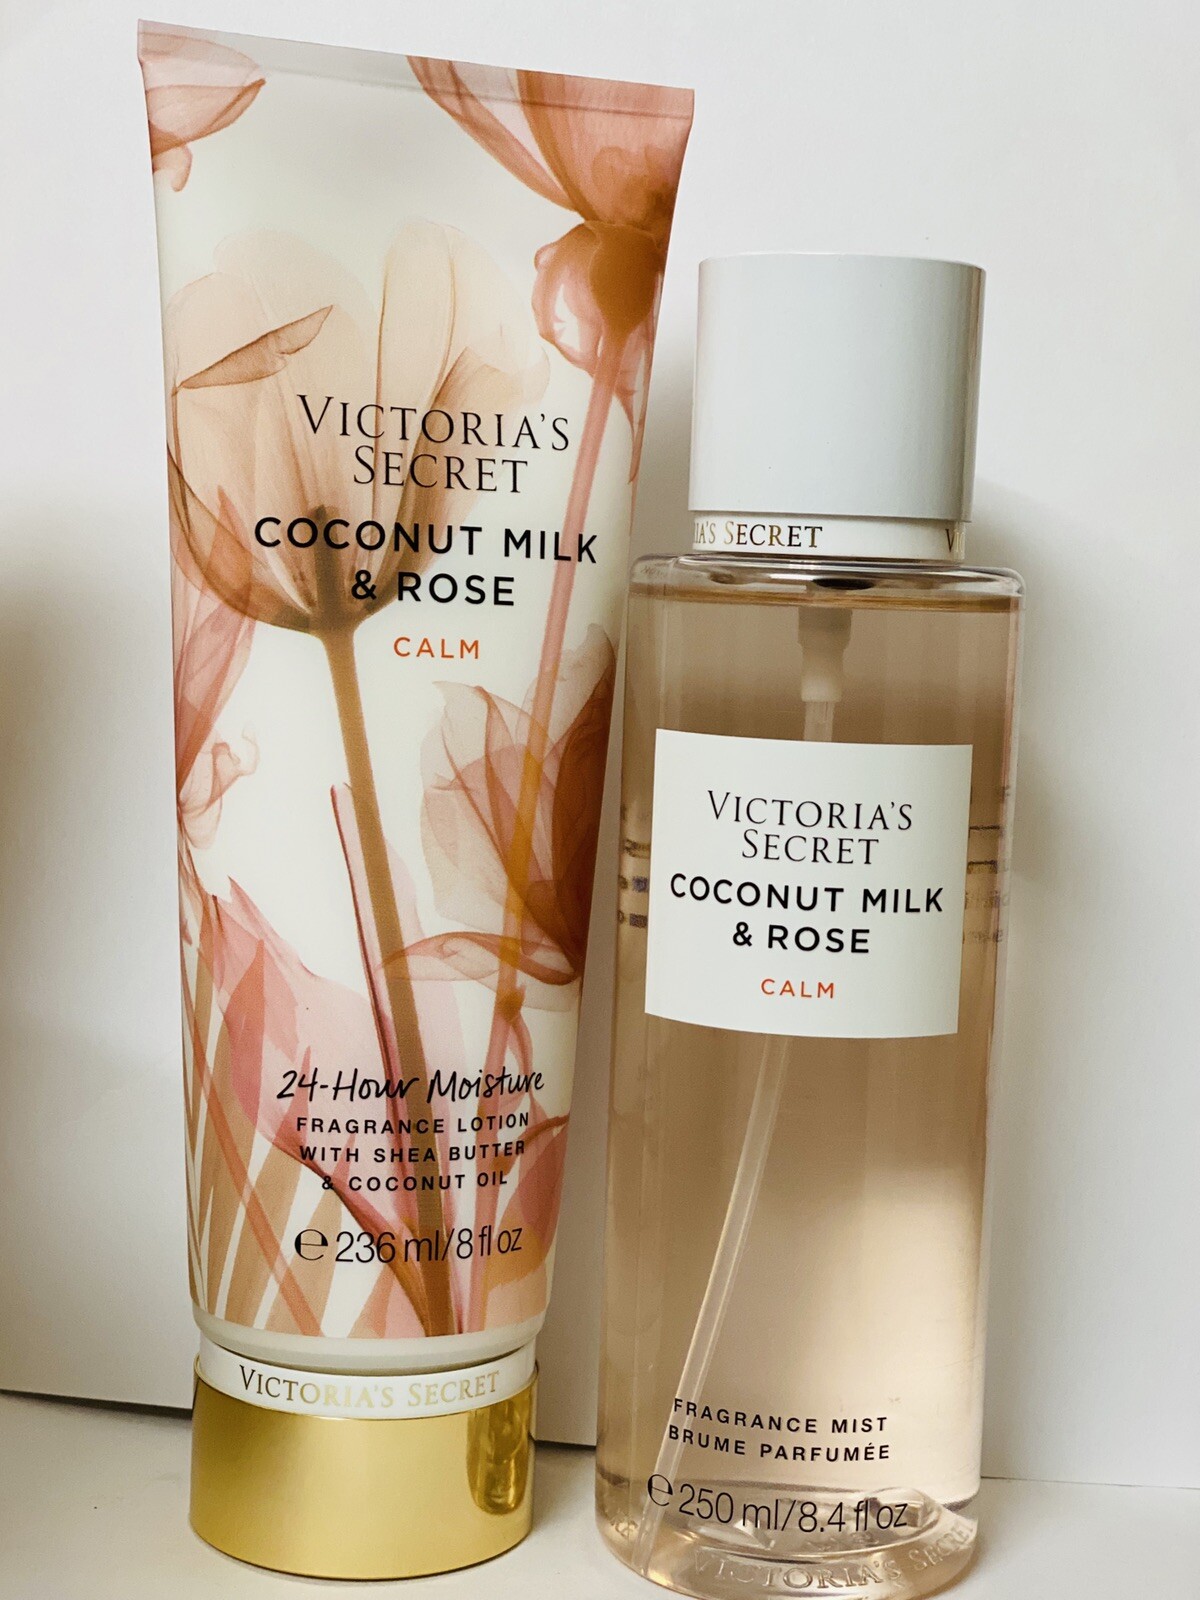 VICTORIA'S
SECRET
COCONUT MILK
& ROSE
CALM
24-Hour Moisture
FRAGRANCE LOTION
WITH SHEA BUTTER
& COCONUT OIL
℮ 236 ml/8 fl oz
VICTORIA'S SECRET
IA'S SECRET V
VICTORIA'S
SECRET
COCONUT MILK
& ROSE
CALM
FRAGRANCE MIST
BRUME PARFUMÉE
℮ 250 ml/8.4 fl oz
VICTORIA'S SECRET